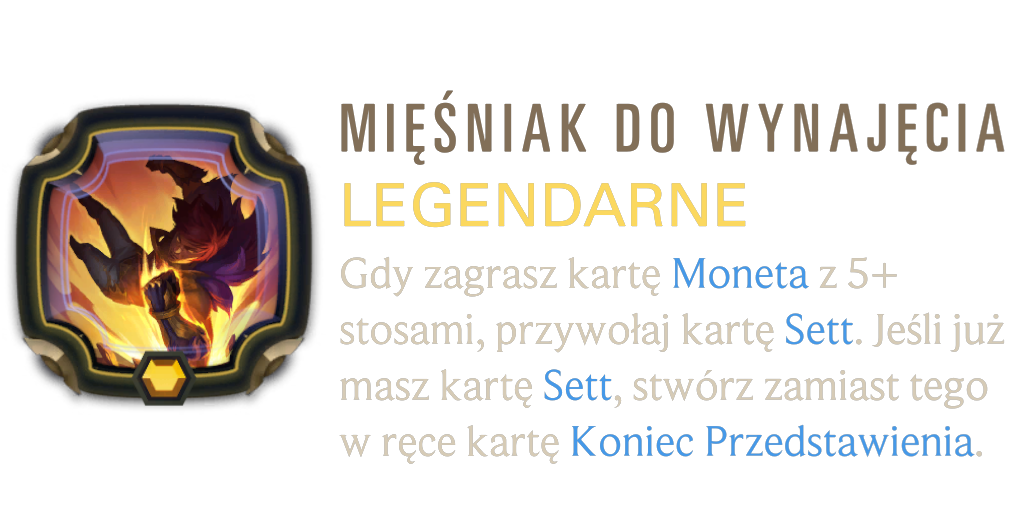 MIĘŚNIAK DO WYNAJĘCIA
LEGENDARNE
Gdy zagrasz kartę Moneta z 5+
stosami, przywołaj kartę Sett. Jeśli już
masz kartę Sett, stwórz zamiast tego
w ręce kartę Koniec Przedstawienia.